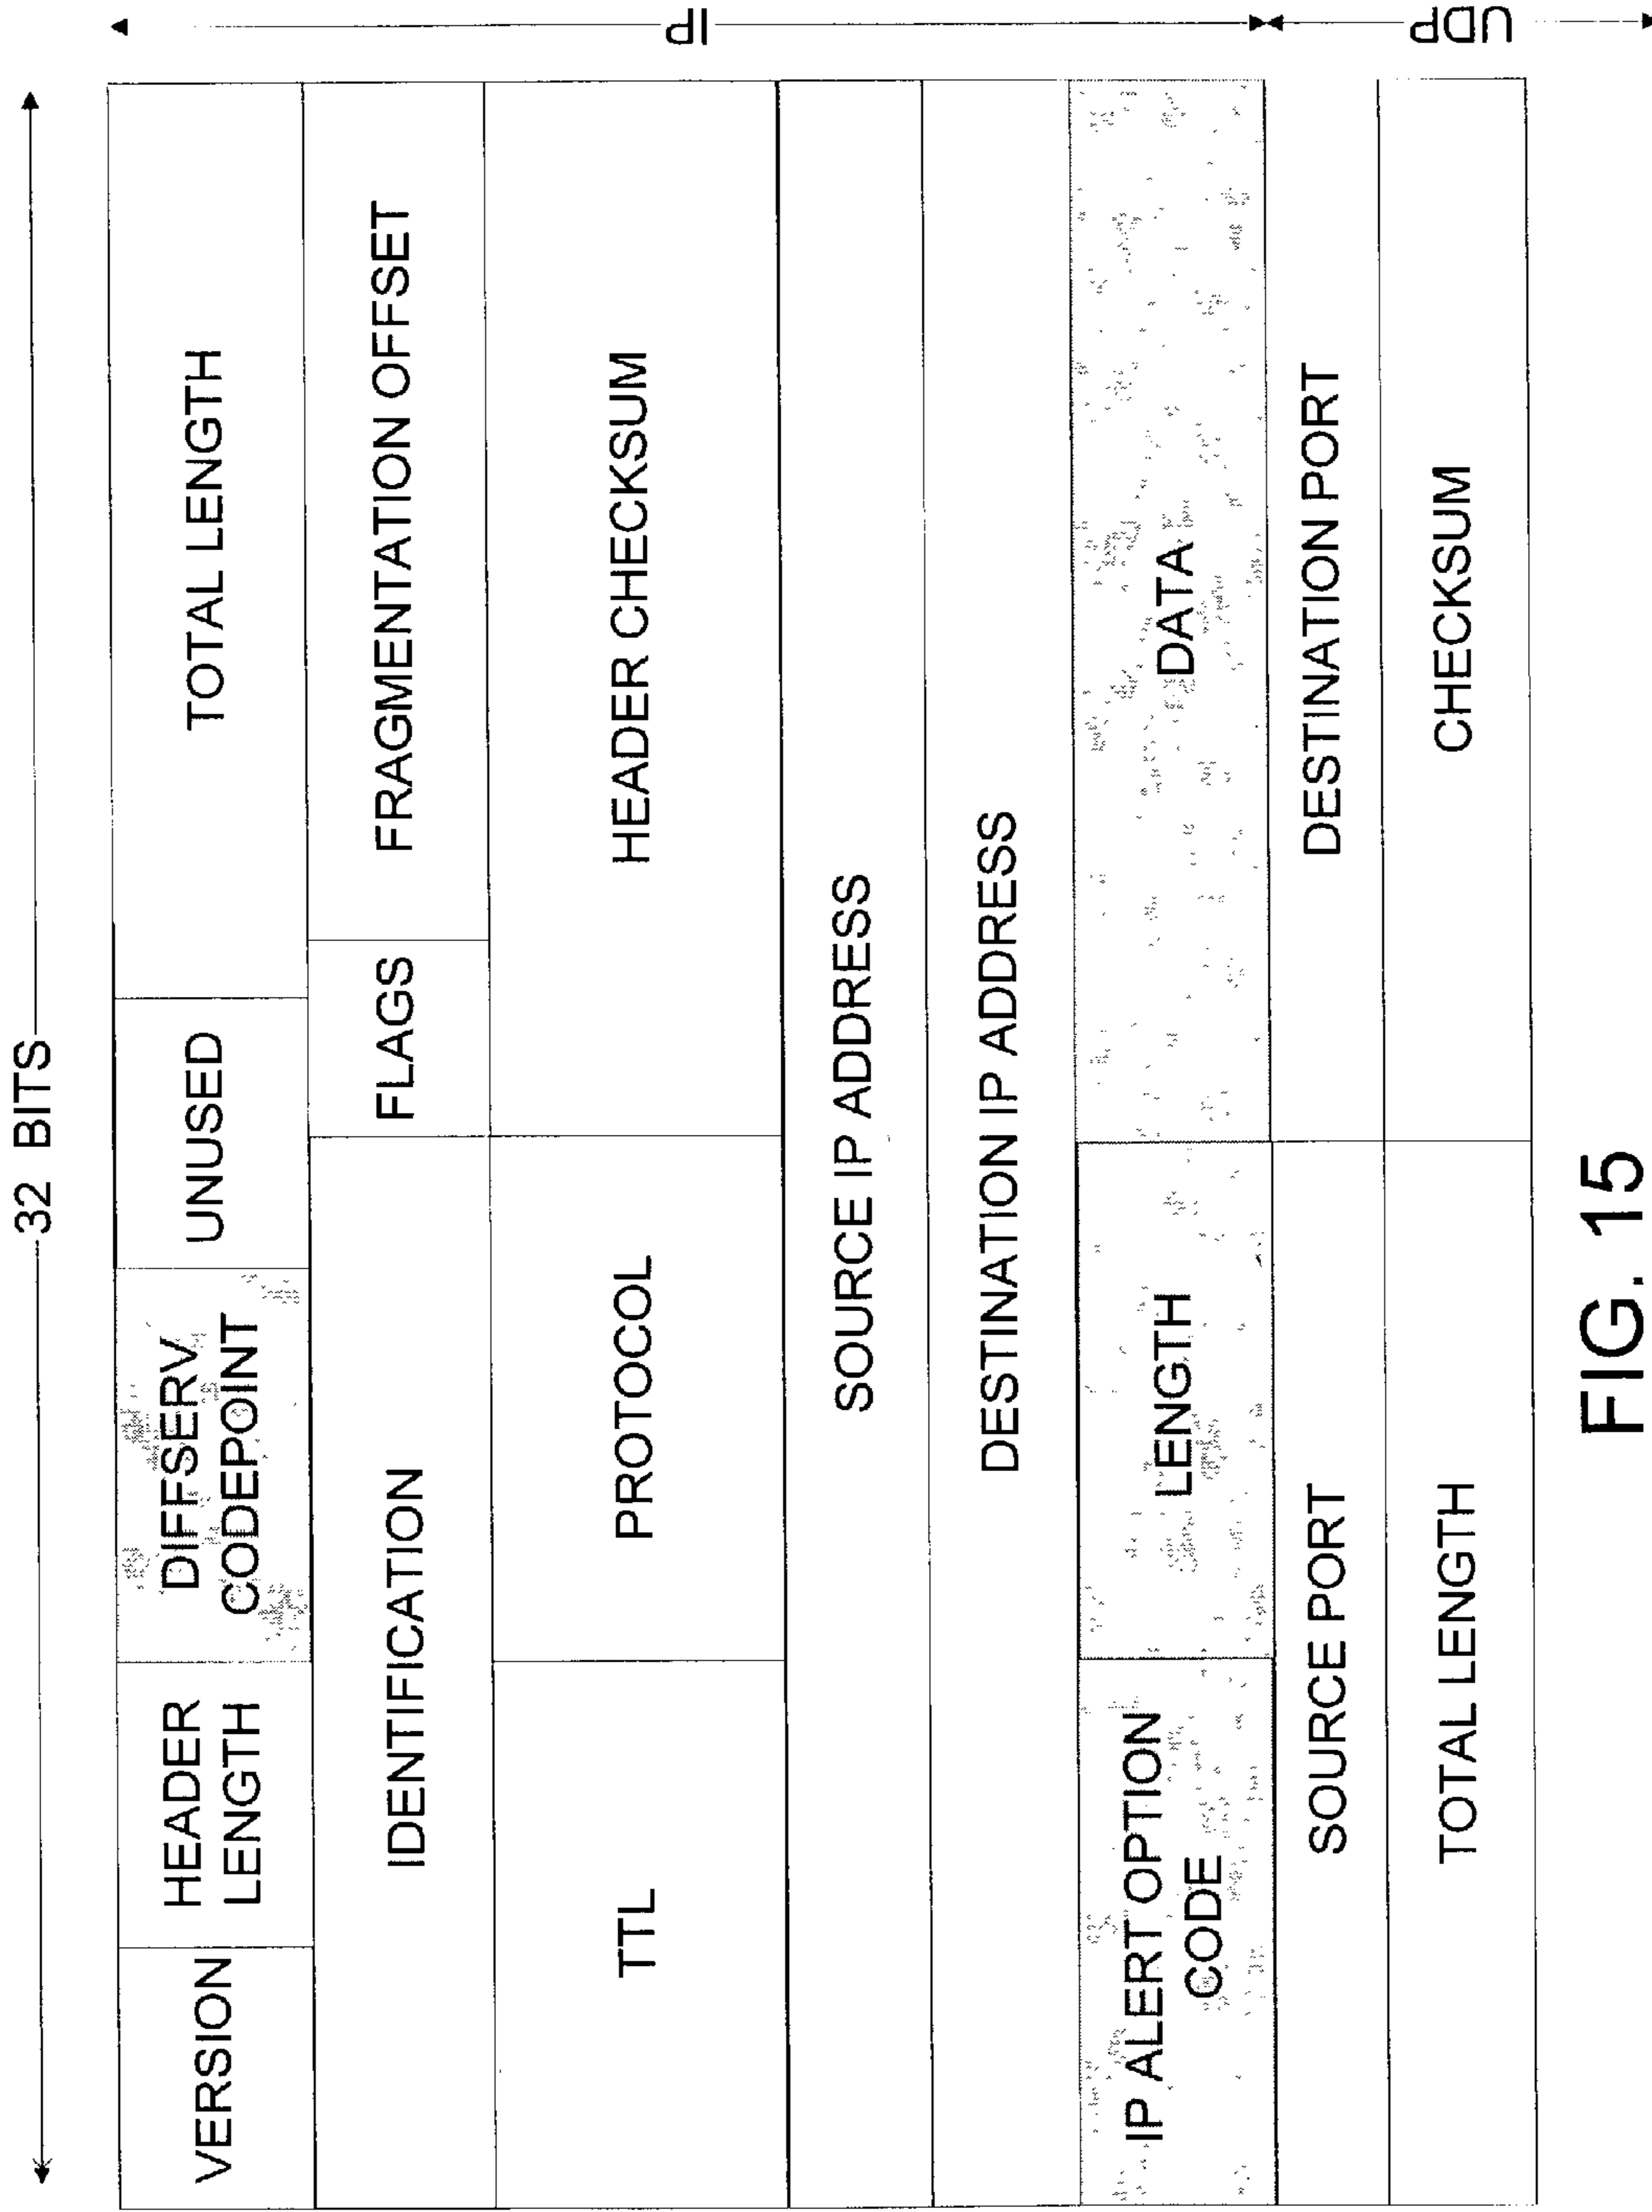 32 BITS
VERSION
HEADER
LENGTH
DIFFSERV
CODEPOINT
UNUSED
TOTAL LENGTH
IDENTIFICATION
FLAGS
FRAGMENTATION OFFSET
TTL
PROTOCOL
HEADER CHECKSUM
SOURCE IP ADDRESS
DESTINATION IP ADDRESS
IP ALERT OPTION
CODE
LENGTH
DATA
IP
SOURCE PORT
DESTINATION PORT
TOTAL LENGTH
CHECKSUM
UDP
FIG. 15